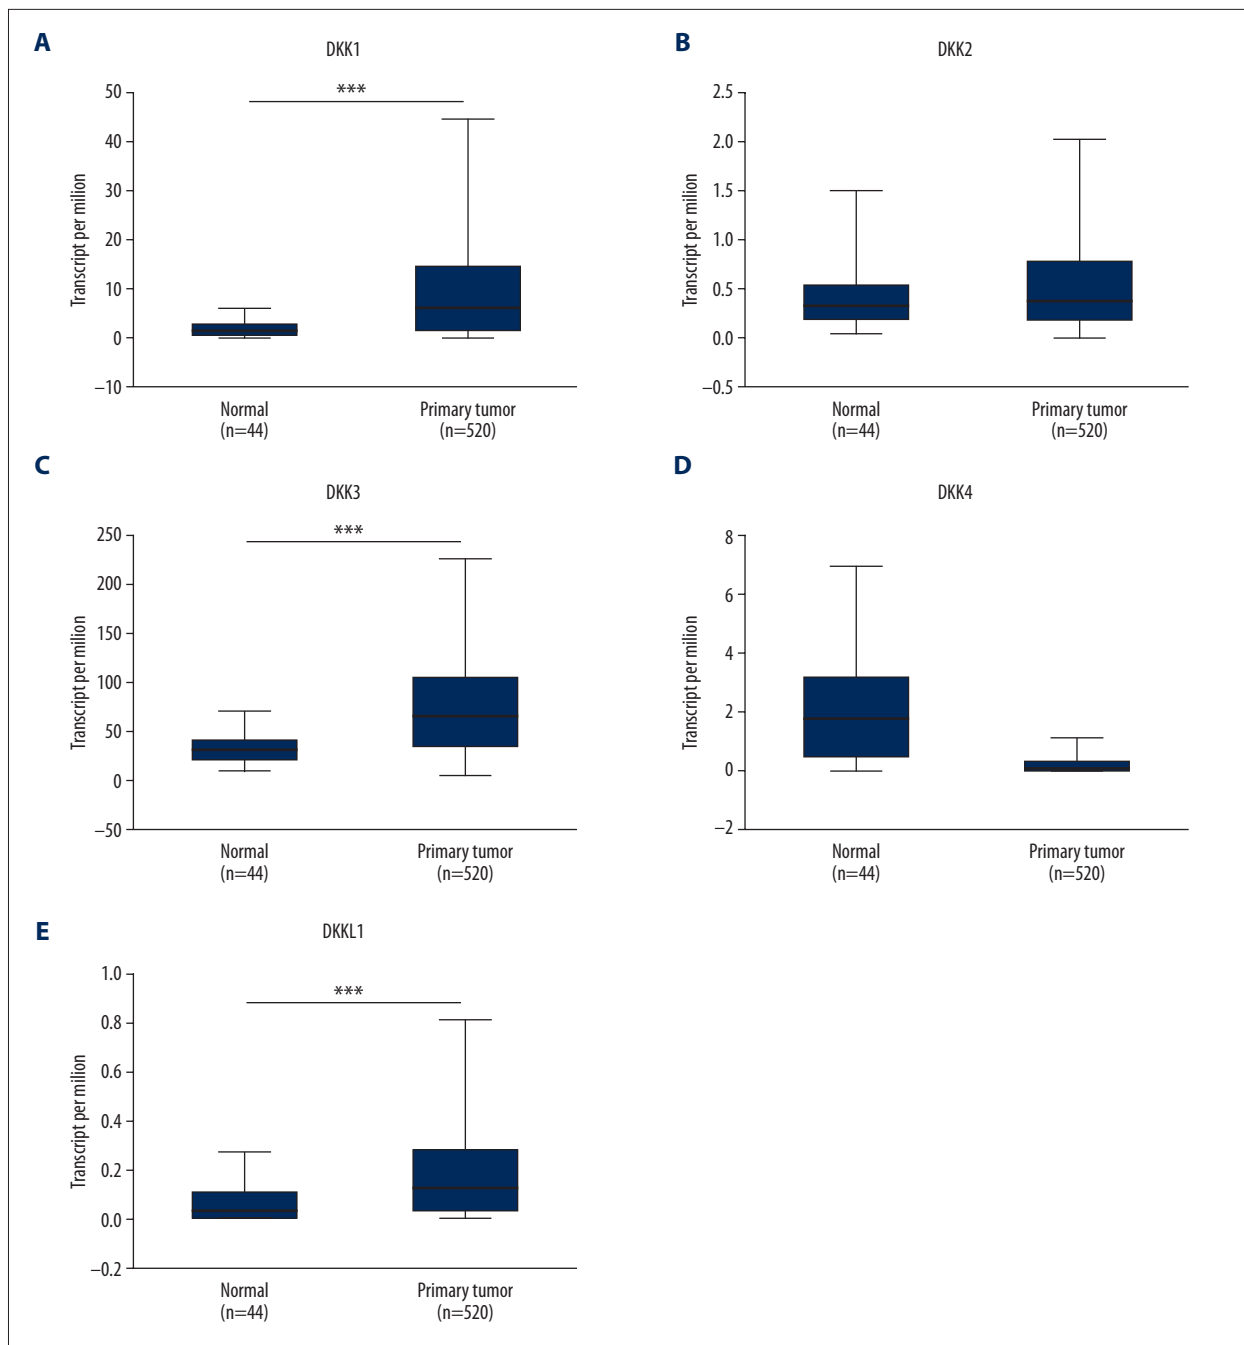 A
DKK1
***
50
40
30
20
10
0
–10
Transcript per milion
Normal
(n=44)
Primary tumor
(n=520)
B
DKK2
2.5
2.0
1.5
1.0
0.5
0.0
–0.5
Transcript per milion
Normal
(n=44)
Primary tumor
(n=520)
C
DKK3
***
250
200
150
100
50
0
–50
Transcript per milion
Normal
(n=44)
Primary tumor
(n=520)
D
DKK4
8
6
4
2
0
–2
Transcript per milion
Normal
(n=44)
Primary tumor
(n=520)
E
DKKL1
***
1.0
0.8
0.6
0.4
0.2
0.0
–0.2
Transcript per milion
Normal
(n=44)
Primary tumor
(n=520)